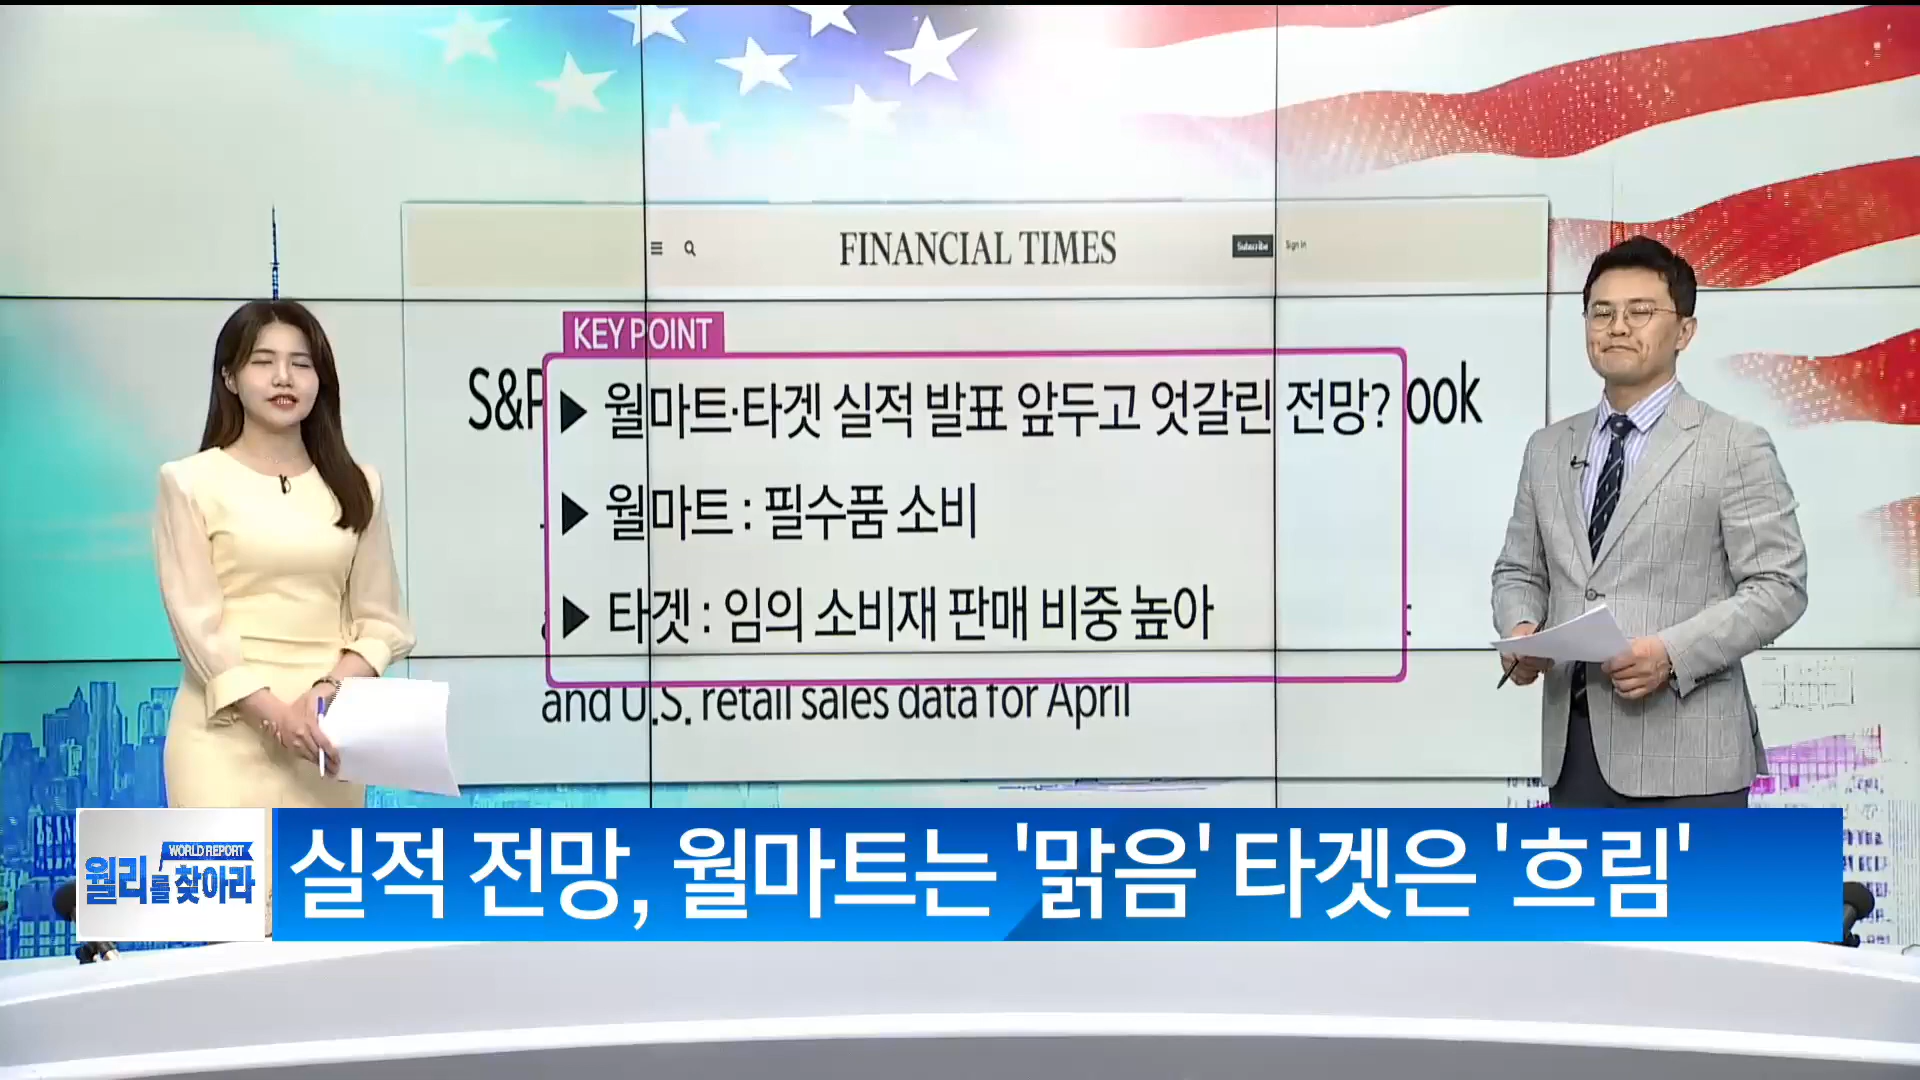 FINANCIAL TIMES
Subscribe
Sign In
KEY POINT
S&P
ook
▶ 월마트·타겟 실적 발표 앞두고 엇갈린 전망?
▶ 월마트 : 필수품 소비
▶ 타겟 : 임의 소비재 판매 비중 높아
and U.S. retail sales data for April
WORLD REPORT
월리를 찾아라
실적 전망, 월마트는 '맑음' 타겟은 '흐림'